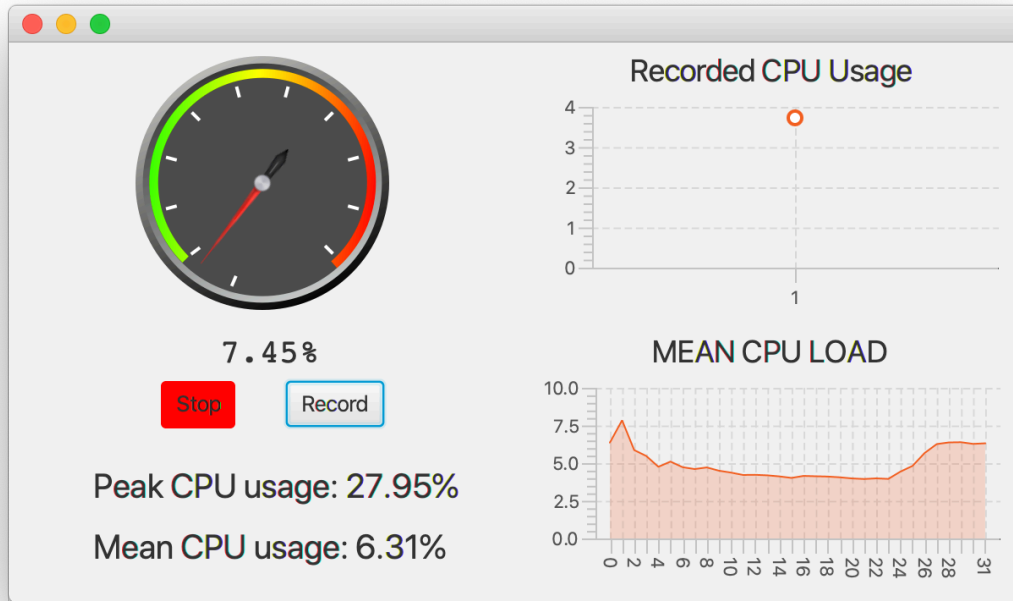 7.45%
Stop
Record
Peak CPU usage: 27.95%
Mean CPU usage: 6.31%
Recorded CPU Usage
4
3
2
1
0
1
MEAN CPU LOAD
10.0
7.5
5.0
2.5
0.0
0 2 4 6 8 10 12 14 16 18 20 22 24 26 28 31